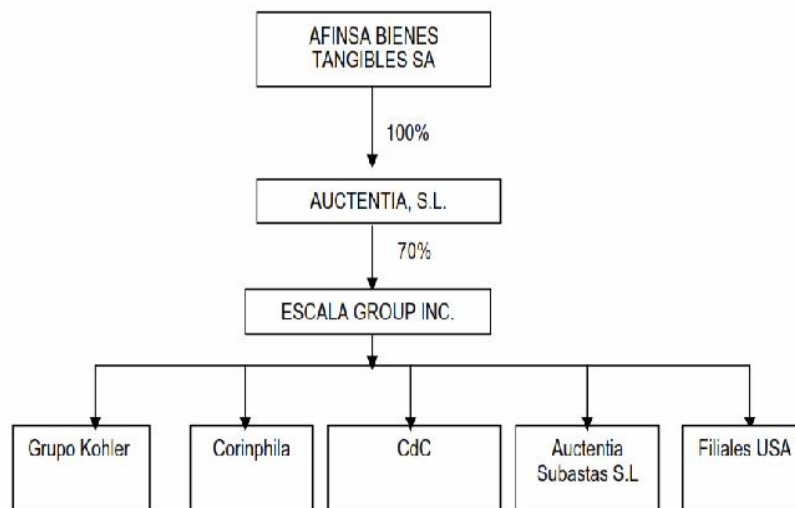 AFINSA BIENES
TANGIBLES SA
100%
AUCTENTIA, S.L.
70%
ESCALA GROUP INC.
Grupo Kohler
Corinphila
CdC
Auctentia
Subastas S.L
Filiales USA